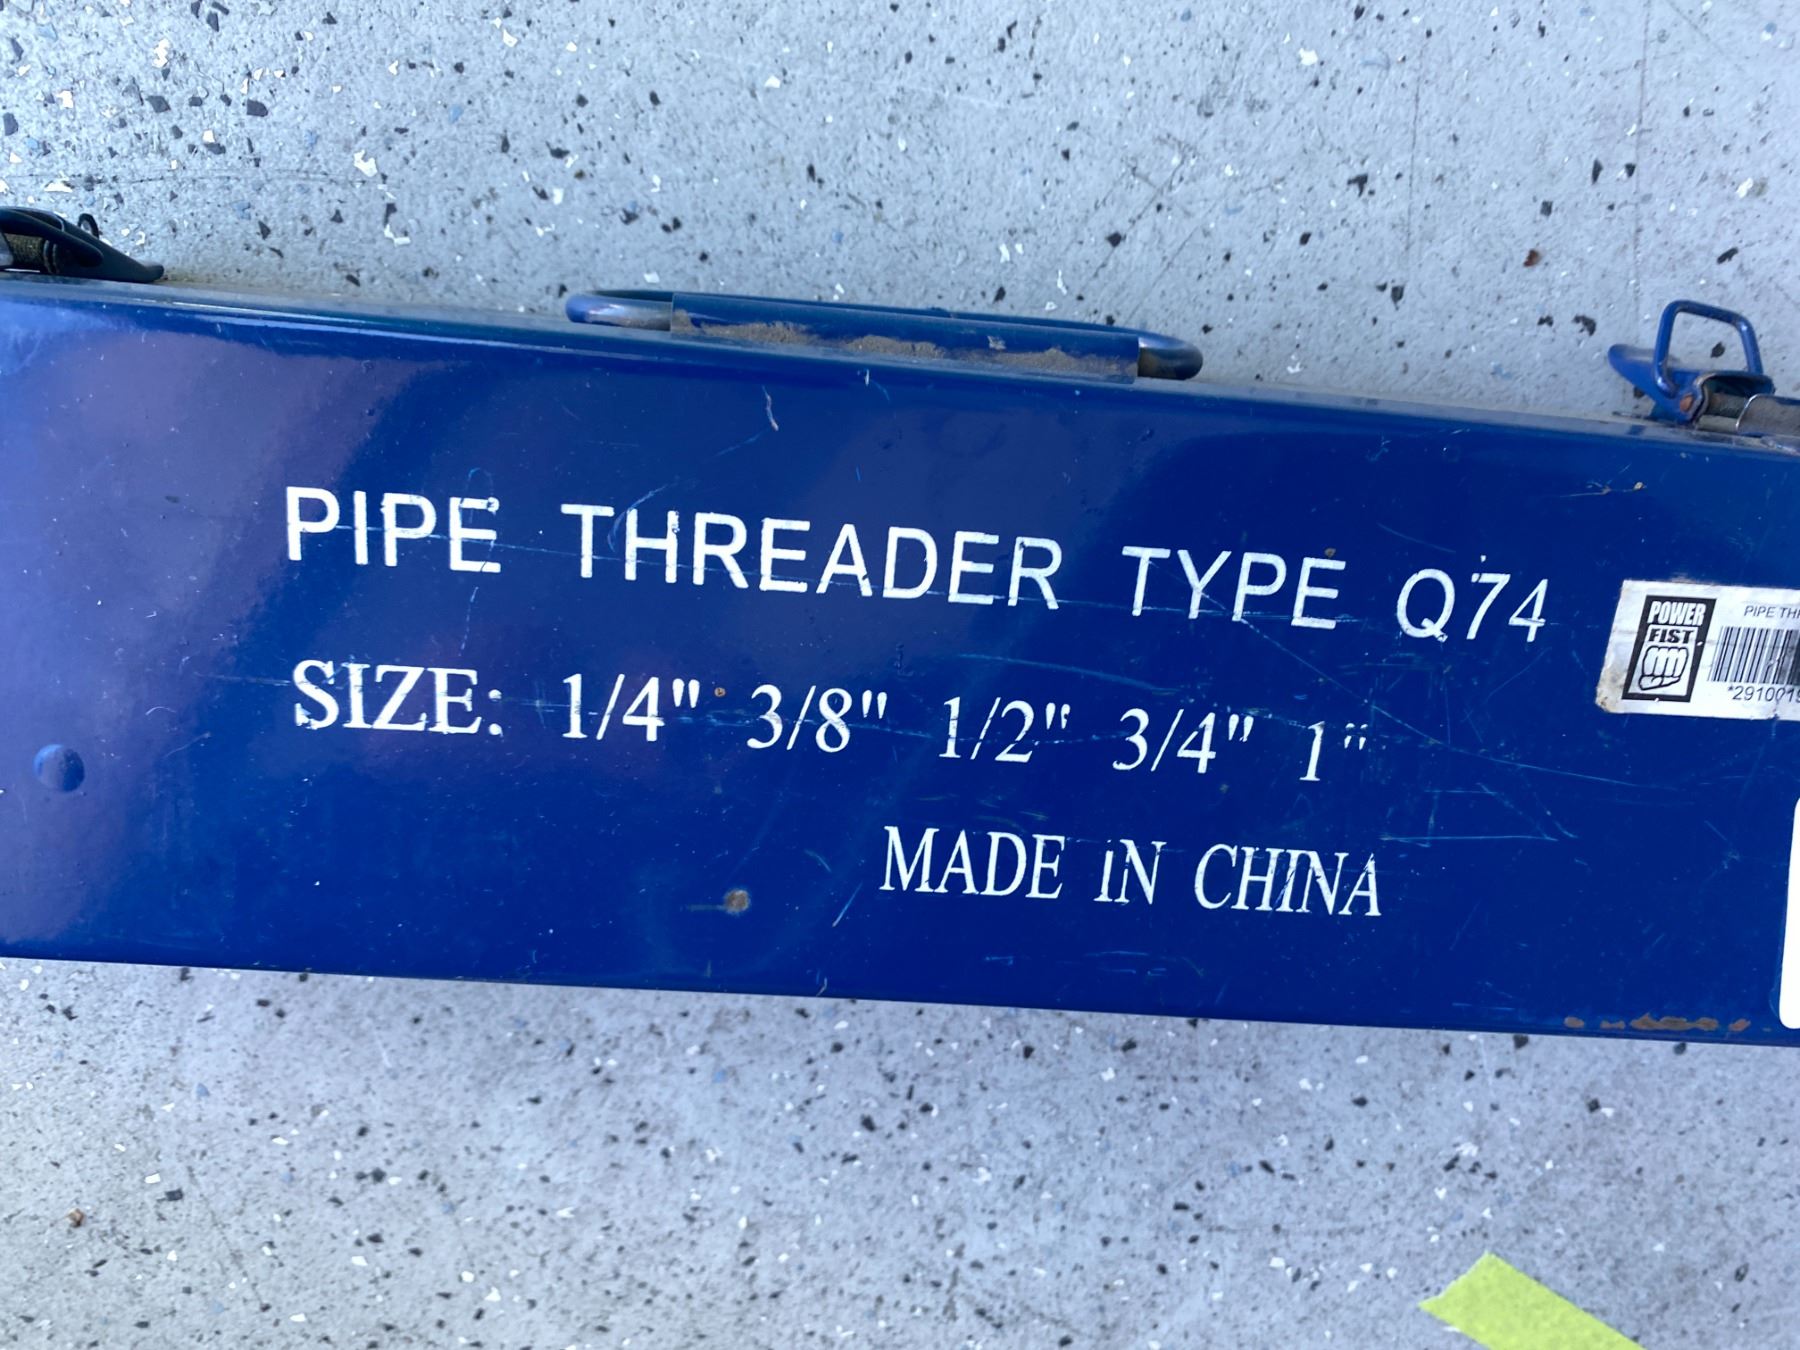 PIPE THREADER TYPE Q74
SIZE: 1/4" 3/8" 1/2" 3/4" 1"
MADE IN CHINA
POWER
FIST
PIPE